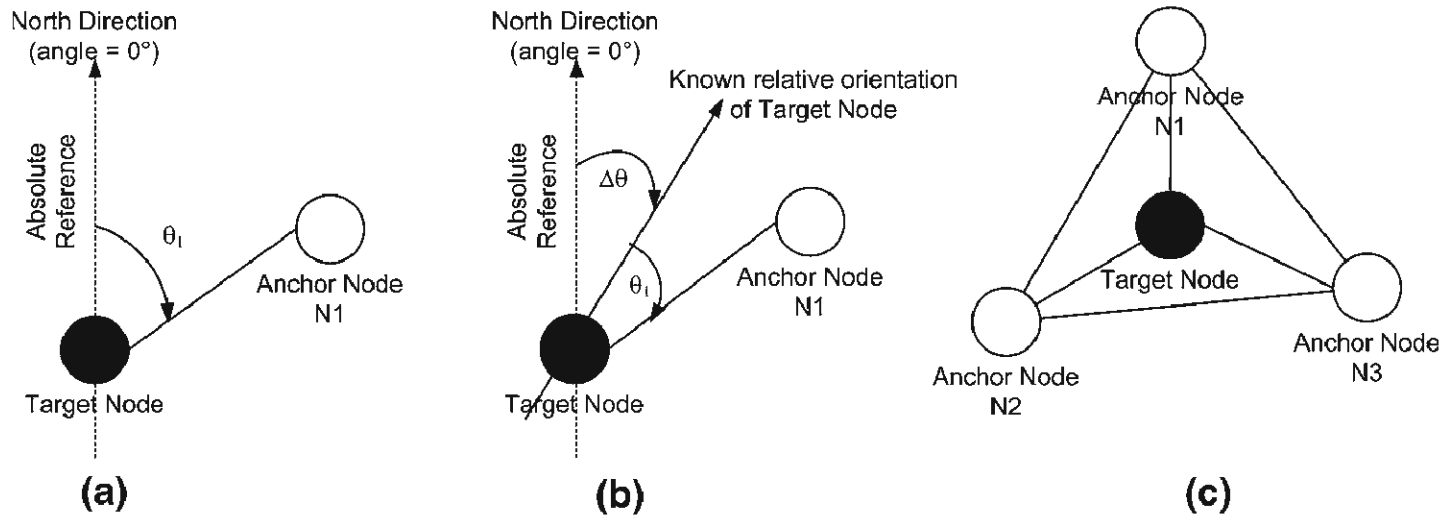 North Direction
(angle = 0°)
Absolute
Reference
θ1
Anchor Node
N1
Target Node
(a)
North Direction
(angle = 0°)
Known relative orientation
of Target Node
Absolute
Reference
Δθ
θ1
Anchor Node
N1
Target Node
(b)
Anchor Node
N1
Target Node
Anchor Node
N2
Anchor Node
N3
(c)